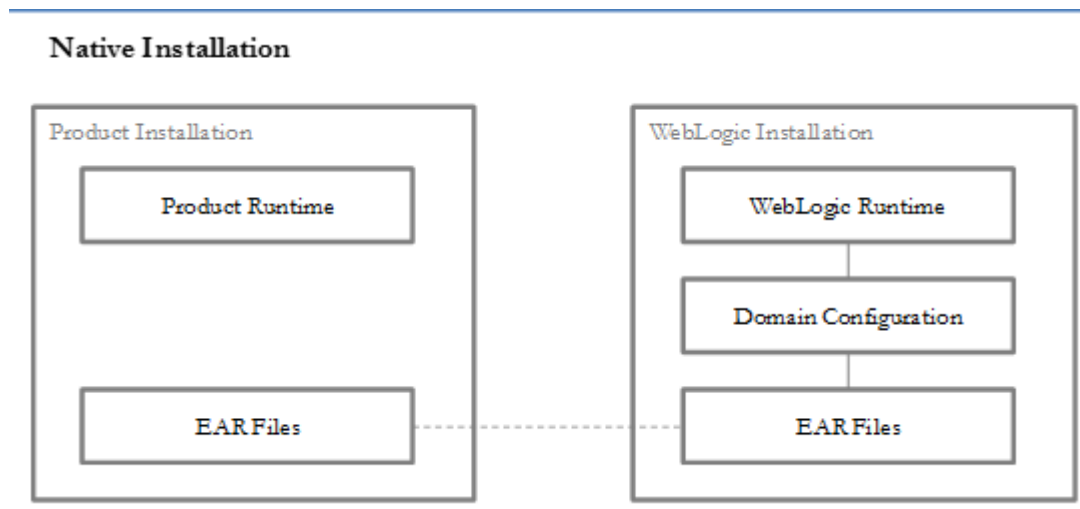 Native Installation
Product Installation
Product Runtime
EAR Files
WebLogic Installation
WebLogic Runtime
Domain Configuration
EAR Files